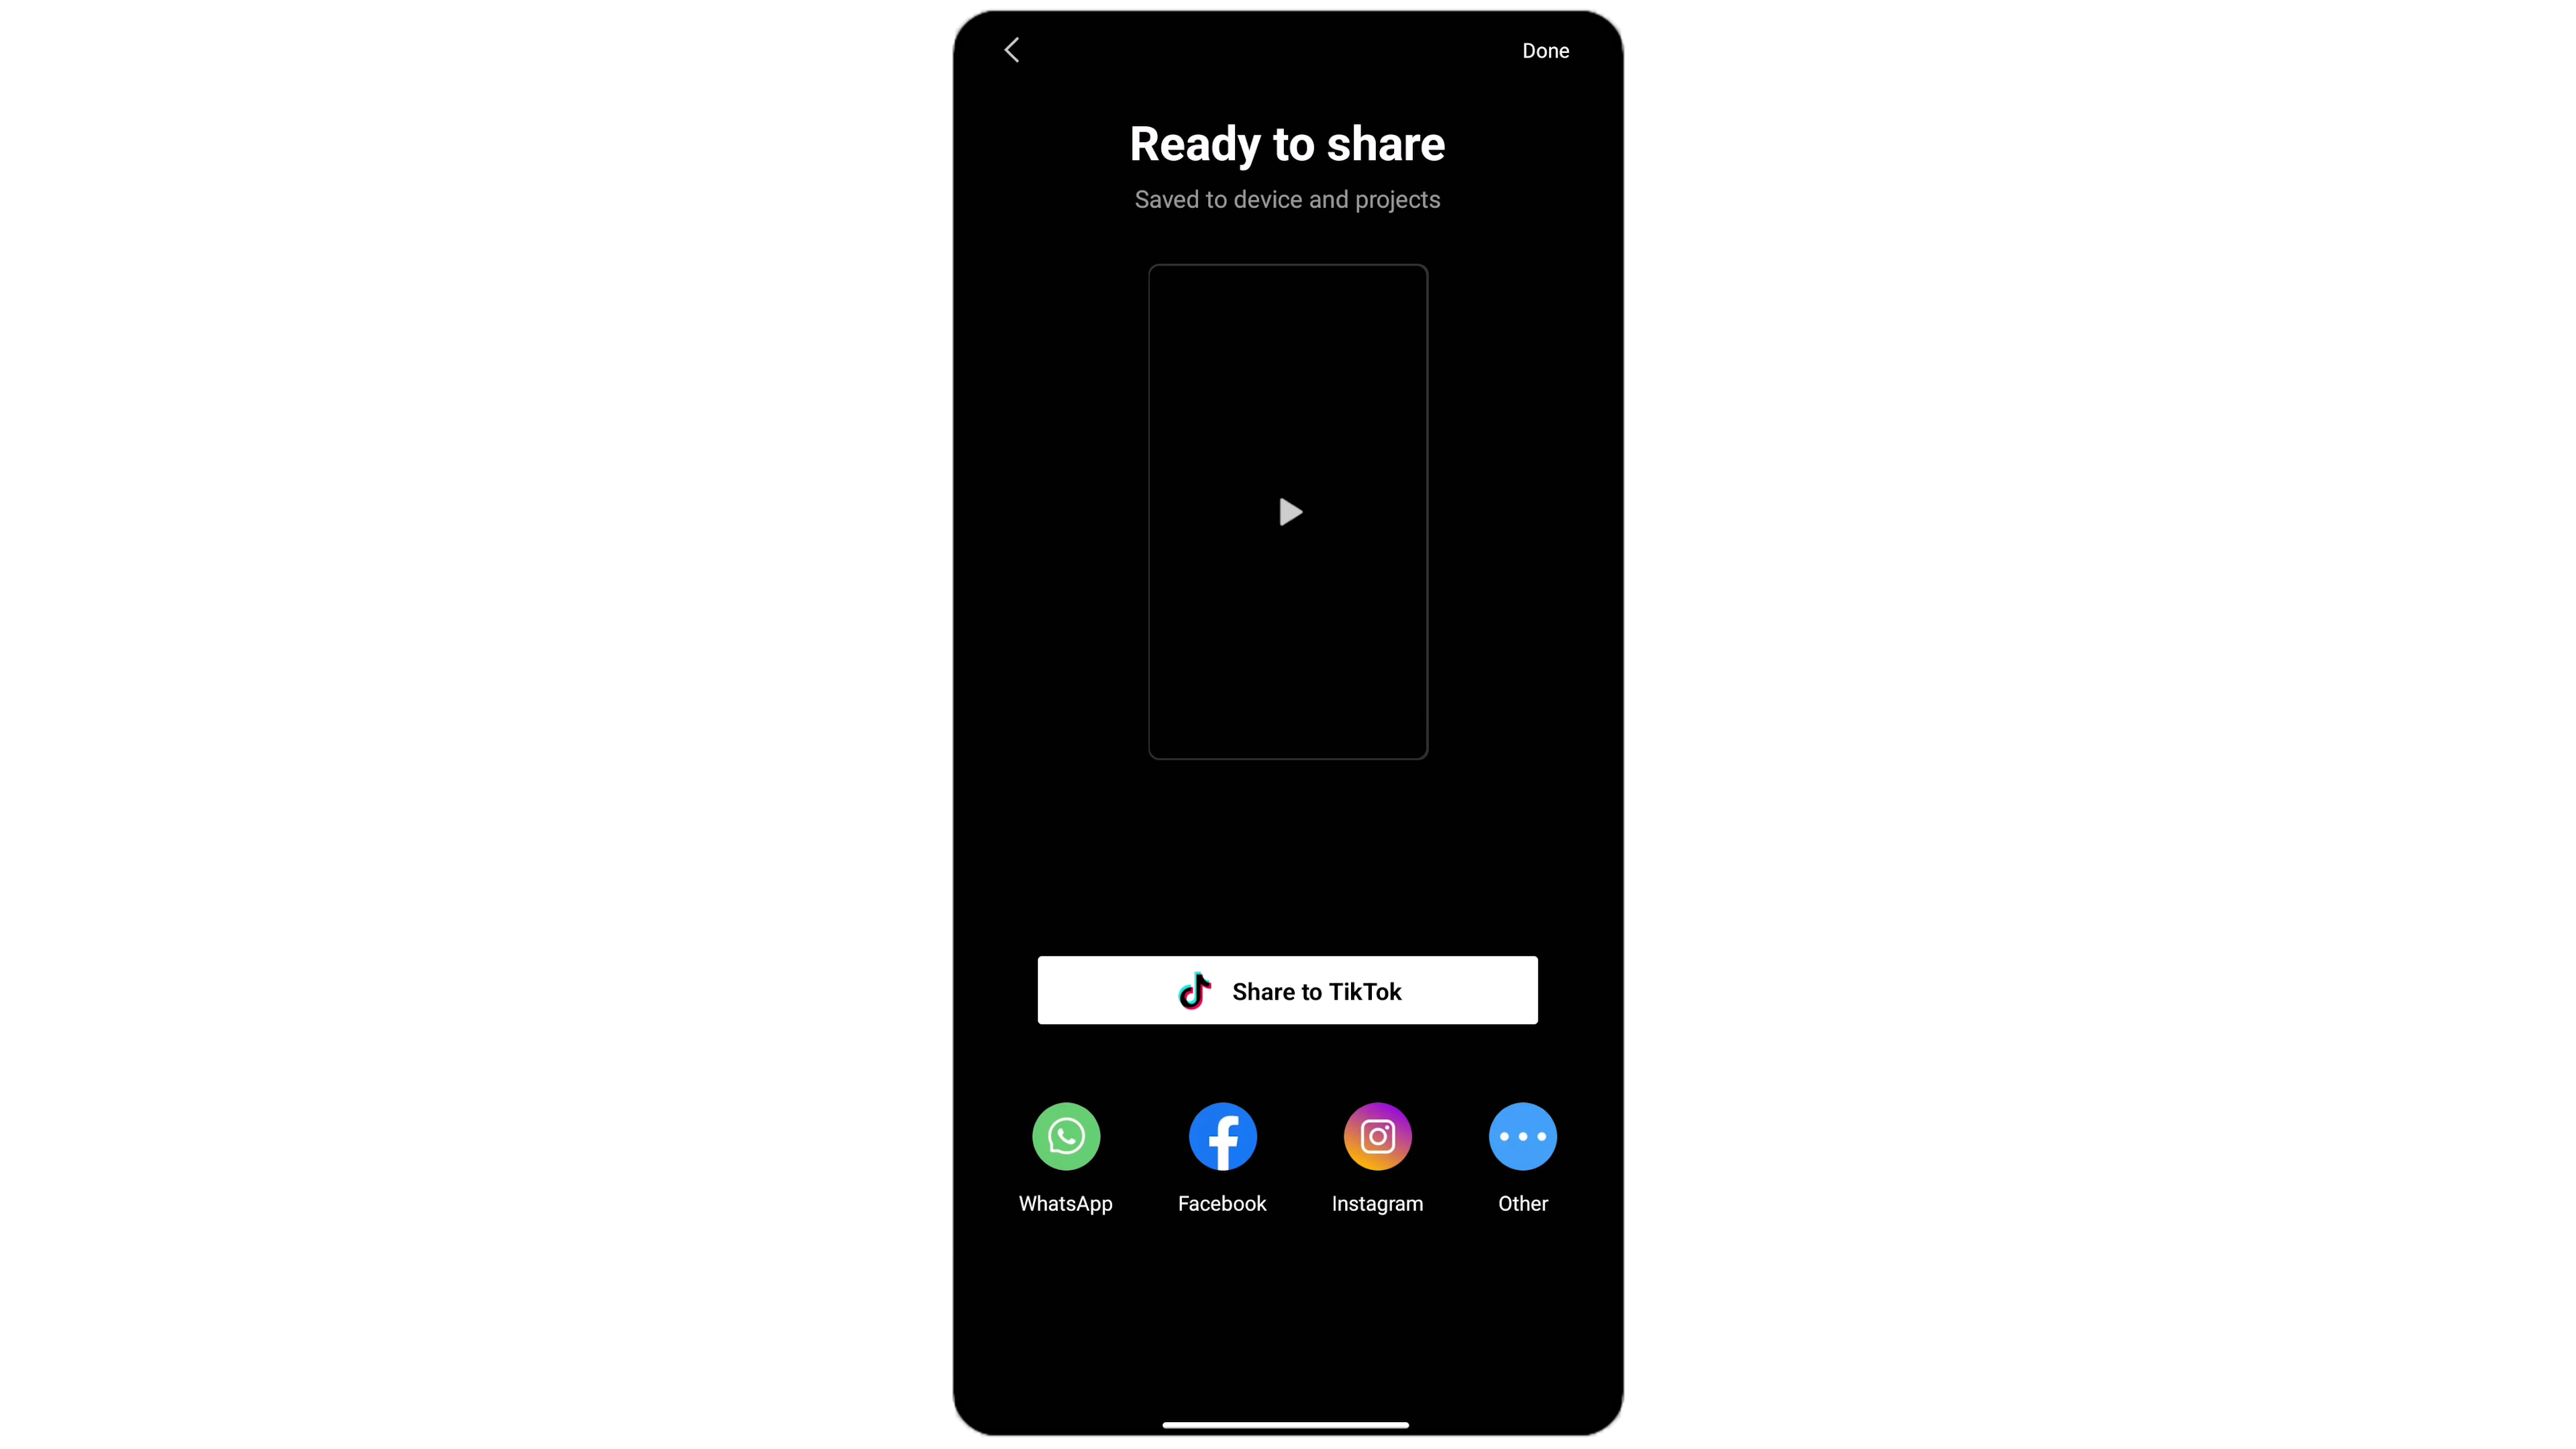 Done
Ready to share
Saved to device and projects
Share to TikTok
WhatsApp
Facebook
Instagram
Other